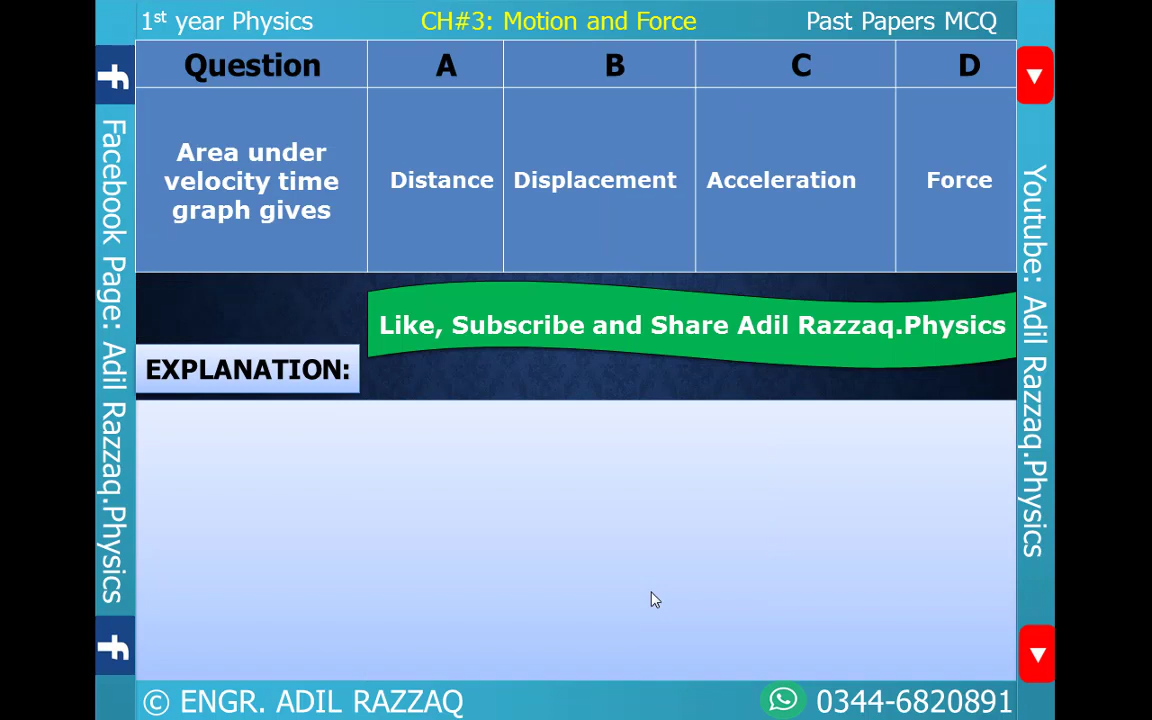 1st year Physics CH#3: Motion and Force Past Papers MCQ
Question A B C D
Area under
velocity time
graph gives
Distance Displacement Acceleration Force
Like, Subscribe and Share Adil Razzaq.Physics
EXPLANATION:
Facebook Page: Adil Razzaq.Physics
Youtube: Adil Razzaq.Physics
© ENGR. ADIL RAZZAQ 0344-6820891